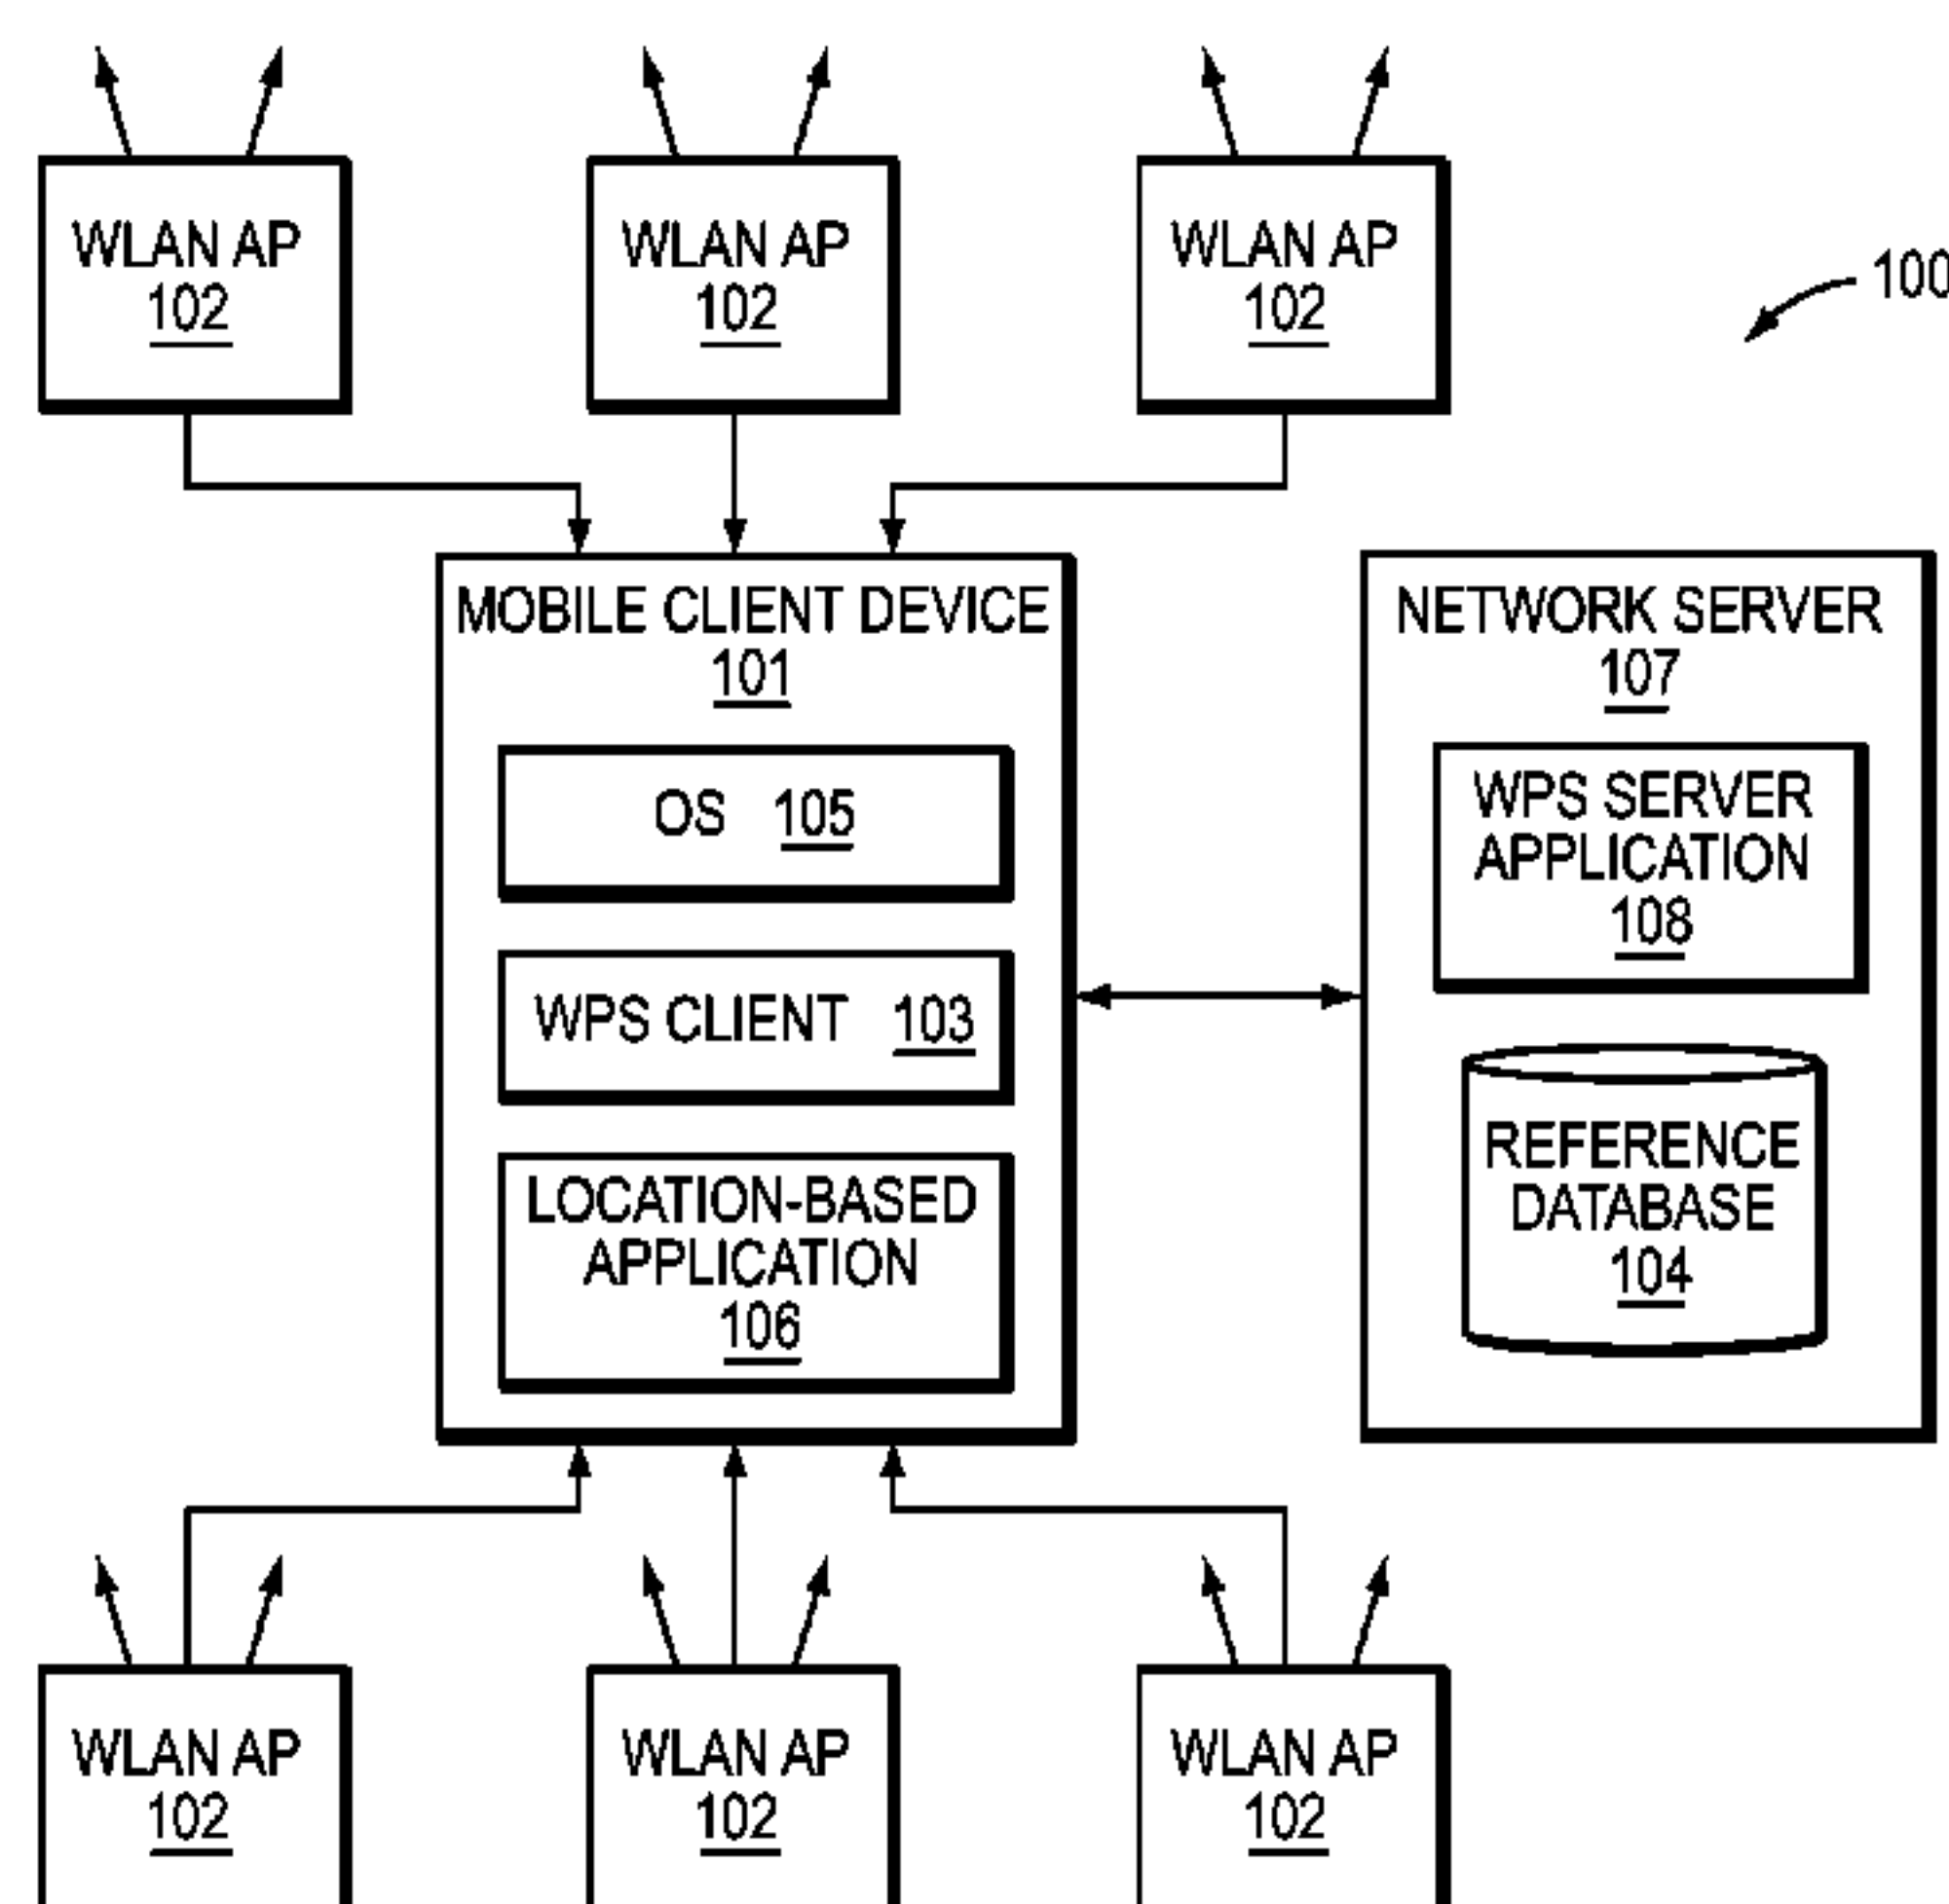 WLAN AP
102
WLAN AP
102
WLAN AP
102
100
MOBILE CLIENT DEVICE
101
OS 105
WPS CLIENT 103
LOCATION-BASED
APPLICATION
106
NETWORK SERVER
107
WPS SERVER
APPLICATION
108
REFERENCE
DATABASE
104
WLAN AP
102
WLAN AP
102
WLAN AP
102